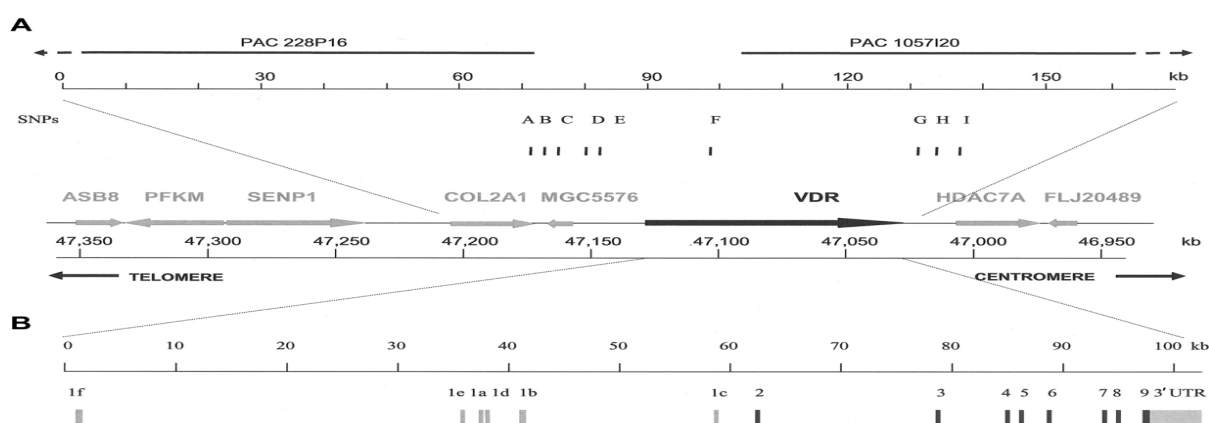 A
PAC 228P16 PAC 1057I20
0 30 60 90 120 150 kb
SNPs A B C D E F G H I
ASB8 PFKM SENP1 COL2A1 MGC5576 VDR HDAC7A FLJ20489
47,350 47,300 47,250 47,200 47,150 47,100 47,050 47,000 46,950 kb
TELOMERE CENTROMERE
B
0 10 20 30 40 50 60 70 80 90 100 kb
1f 1e 1a 1d 1b 1c 2 3 4 5 6 7 8 9 3' UTR